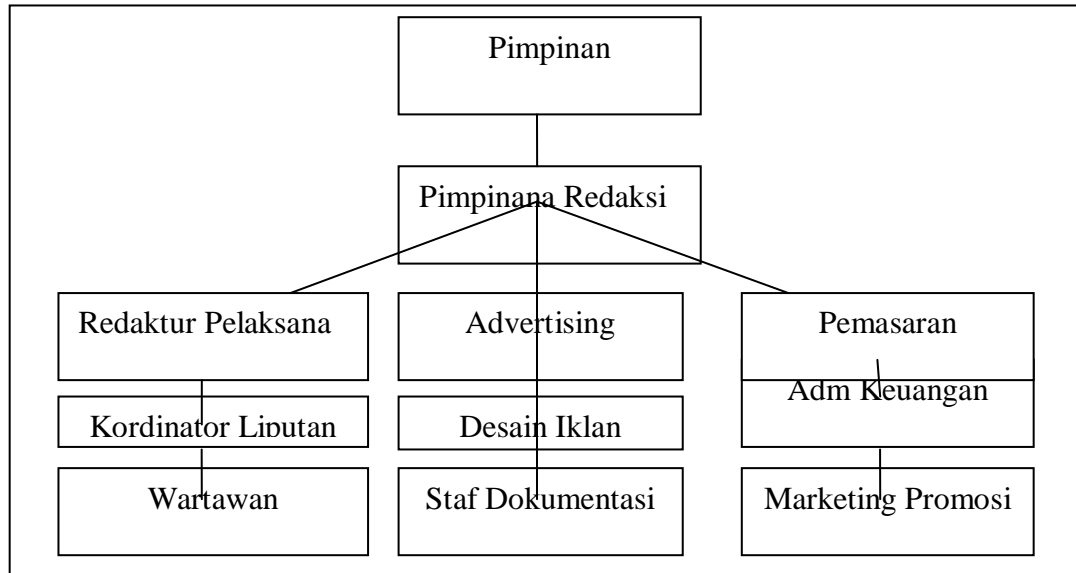 Pimpinan
Pimpinana Redaksi
Redaktur Pelaksana
Advertising
Pemasaran
Kordinator Liputan
Desain Iklan
Adm Keuangan
Wartawan
Staf Dokumentasi
Marketing Promosi